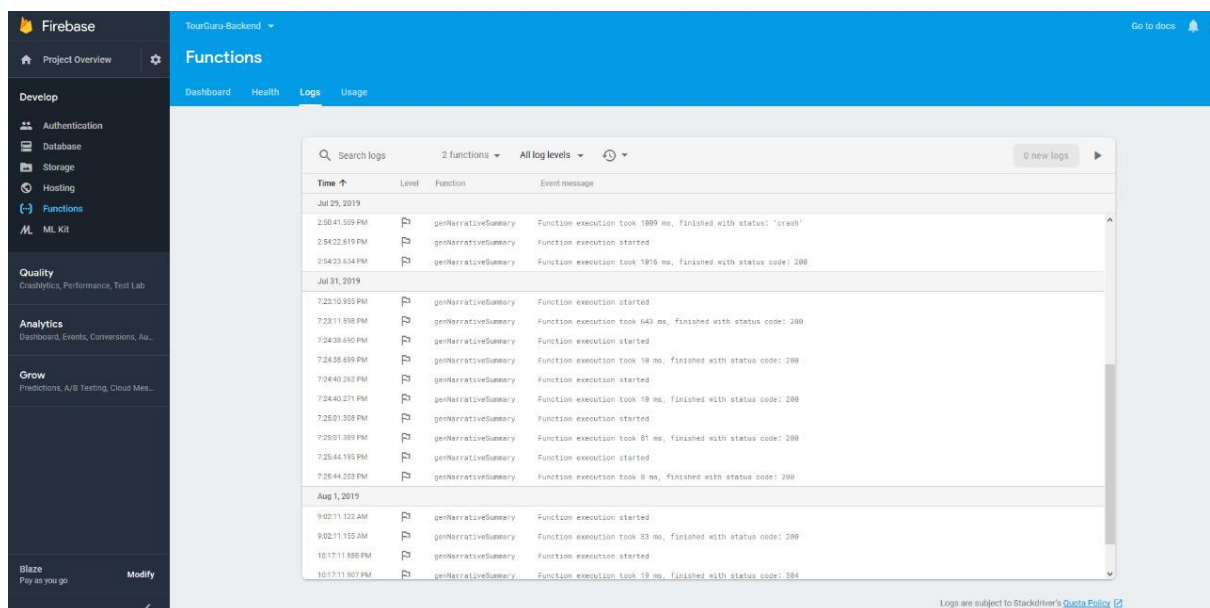 Firebase
TourGuru-Backend
Go to docs
Project Overview
Functions
Develop
Dashboard Health Logs Usage
Authentication
Database
Storage
Hosting
Functions
ML Kit
Quality
Crashlytics, Performance, Test Lab
Analytics
Dashboard, Events, Conversions, Au...
Grow
Predictions, A/B Testing, Cloud Mes...
Blaze
Pay as you go
Modify
Search logs 2 functions All log levels 0 new logs
Time Level Function Event message
Jul 29, 2019
2:50:41.509 PM genNarrativeSummary Function execution took 1009 ms, finished with status: 'crash'
2:54:22.619 PM genNarrativeSummary Function execution started
2:54:23.634 PM genNarrativeSummary Function execution took 1016 ms, finished with status code: 200
Jul 31, 2019
7:23:10.955 PM genNarrativeSummary Function execution started
7:23:11.598 PM genNarrativeSummary Function execution took 643 ms, finished with status code: 200
7:24:38.690 PM genNarrativeSummary Function execution started
7:24:38.699 PM genNarrativeSummary Function execution took 10 ms, finished with status code: 200
7:24:40.262 PM genNarrativeSummary Function execution started
7:24:40.271 PM genNarrativeSummary Function execution took 10 ms, finished with status code: 200
7:25:01.308 PM genNarrativeSummary Function execution started
7:25:01.389 PM genNarrativeSummary Function execution took 81 ms, finished with status code: 200
PM genNarrativeSummary Function execution started
PM genNarrativeSummary Function execution took 8 ms, finished with status code: 200
Aug 1, 2019
9:02:11.122 AM genNarrativeSummary Function execution started
9:02:11.155 AM genNarrativeSummary Function execution took 33 ms, finished with status code: 200
10:17:11.888 PM genNarrativeSummary Function execution started
10:17:11.907 PM genNarrativeSummary Function execution took 19 ms, finished with status code: 304
Logs are subject to Stackdriver's Quota Policy